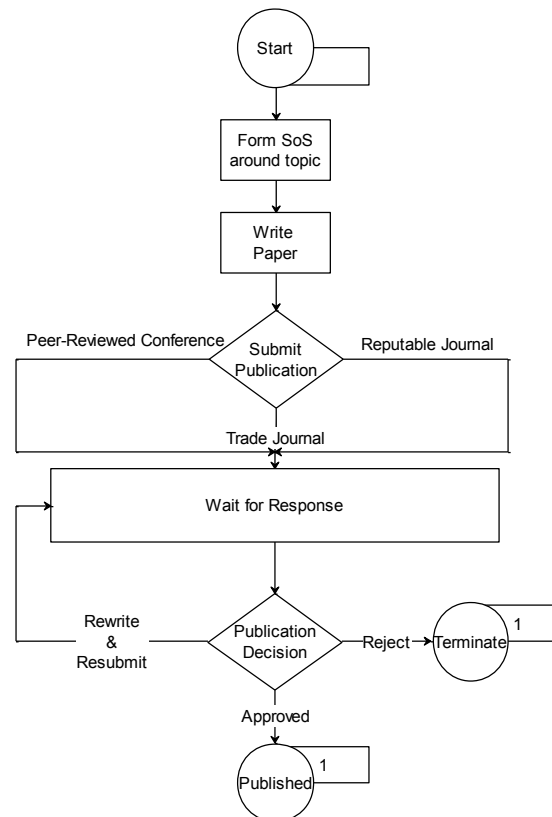 Start
Form SoS
around topic
Write
Paper
Peer-Reviewed Conference
Submit
Publication
Reputable Journal
Trade Journal
Wait for Response
Rewrite
&
Resubmit
Publication
Decision
Reject
Terminate
1
Approved
Published
1